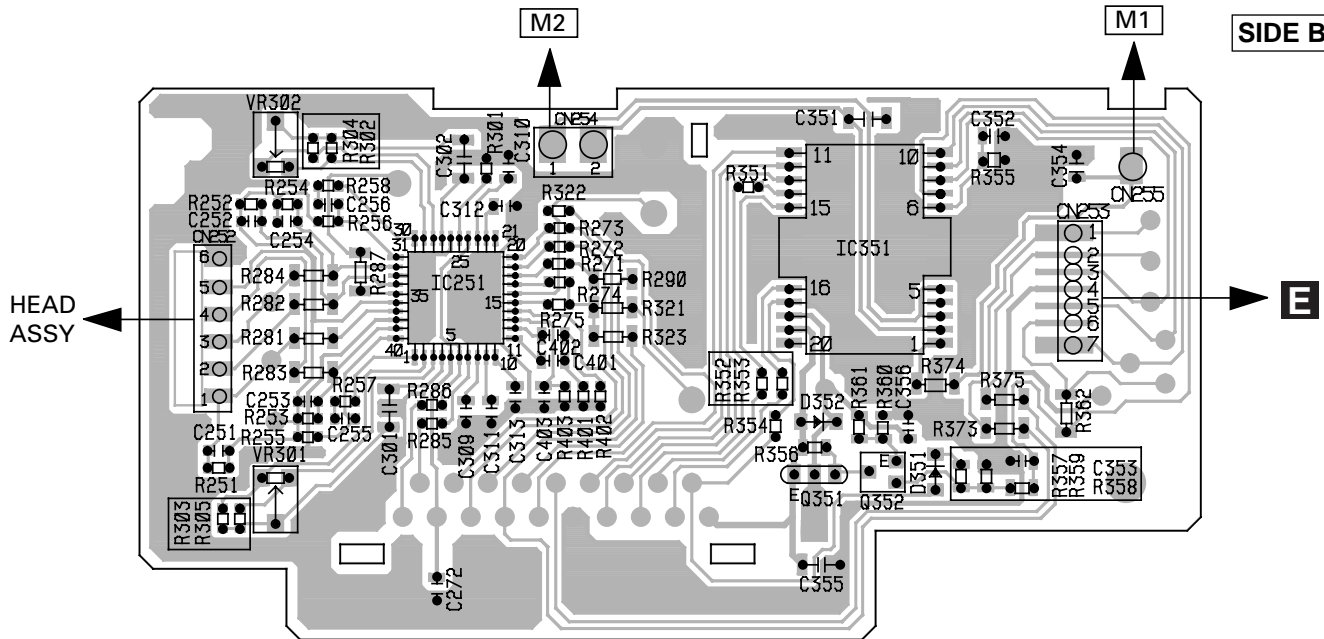 M2
M1
SIDE B
VR302
R304
R302
C302
R301
C310
CN254
1 2
C351
C352
R355
C354
CN255
11 10
15 6
R351
R254
R258
R252
C256
C252
R256
C254
CN252
C312
R322
R273
R272
R271
R290
R274
R321
R275
R323
C402
C401
30 21
31 20
25
IC251
35 15
5
40 11
1 10
R287
R284
R282
R281
R283
6
5
4
3
2
1
HEAD
ASSY
IC351
16 5
20 1
CN253
1
2
3
4
5
6
7
E
R352
R353
R374
R375
R373
R362
R361
R360
C356
D352
R354
R356
E
Q351
E
Q352
D351
R357
R359
C353
R358
C253
R257
R253
C255
R255
C251
R251
VR301
R303
R305
C301
R286
R285
C309
C311
C313
C403
R403
R401
R402
C272
C355